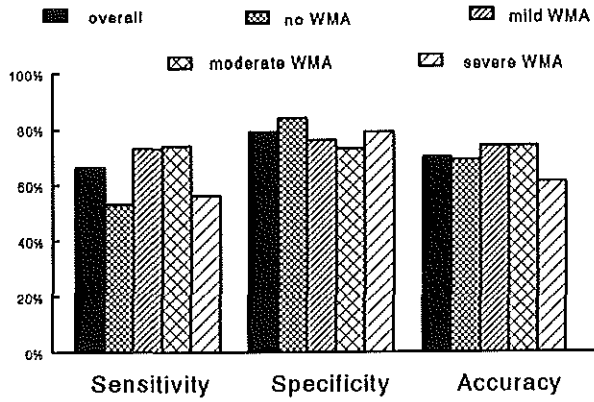 overall no WMA mild WMA
moderate WMA severe WMA
100%
80%
60%
40%
20%
0%
Sensitivity Specificity Accuracy